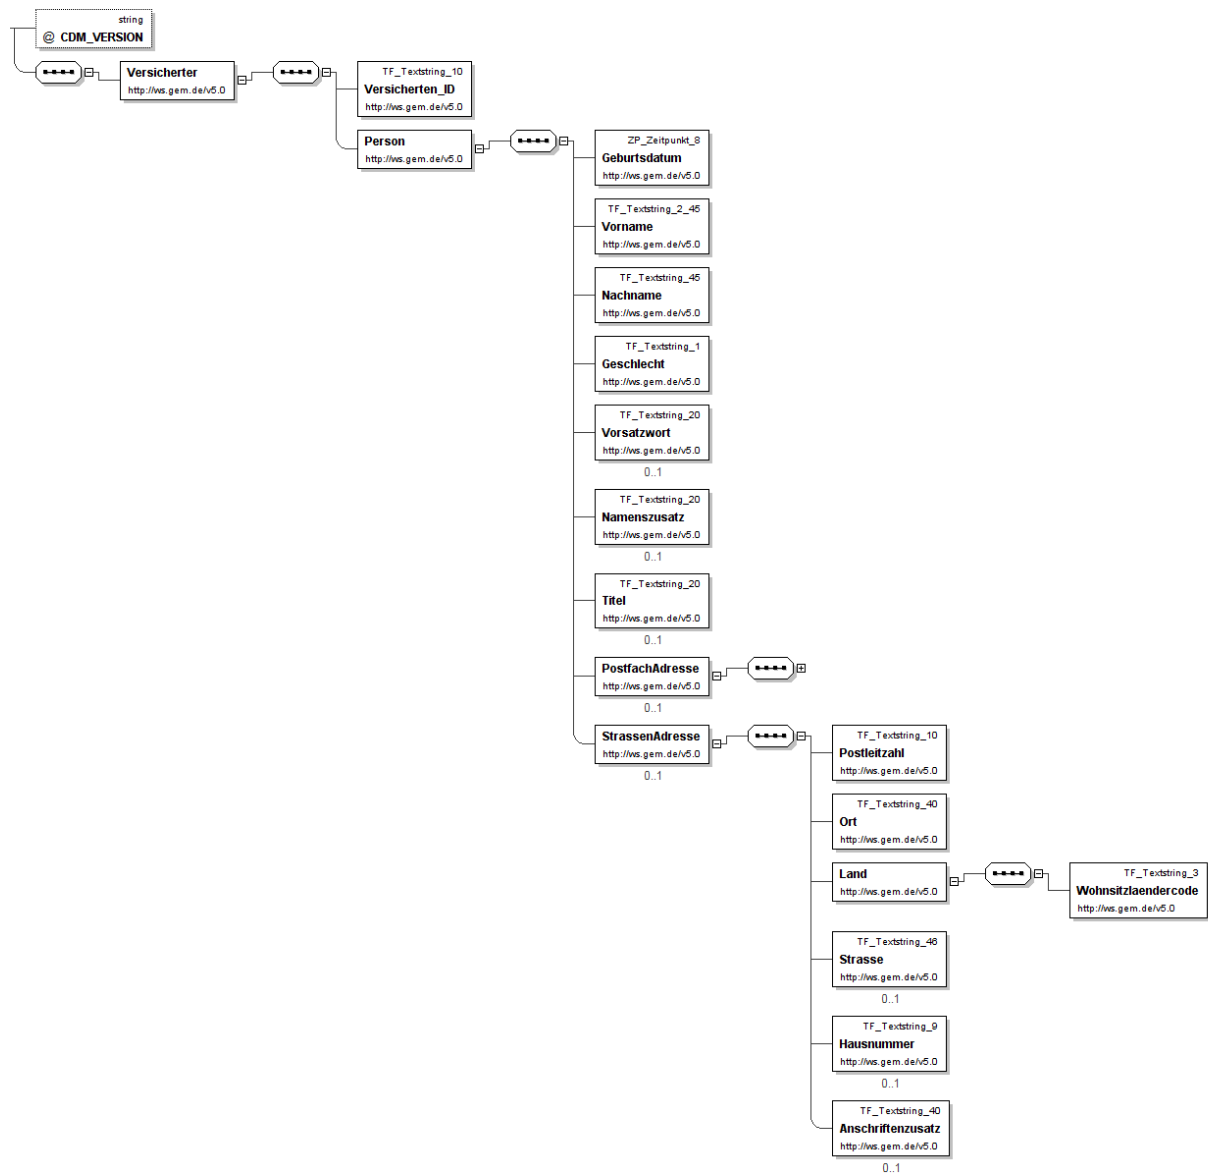 string
@ CDM_VERSION
Versicherter
http://ws.gem.de/v5.0
TF_Textstring_10
Versicherten_ID
http://ws.gem.de/v5.0
Person
http://ws.gem.de/v5.0
ZP_Zeitpunkt_8
Geburtsdatum
http://ws.gem.de/v5.0
TF_Textstring_2_45
Vorname
http://ws.gem.de/v5.0
TF_Textstring_45
Nachname
http://ws.gem.de/v5.0
TF_Textstring_1
Geschlecht
http://ws.gem.de/v5.0
TF_Textstring_20
Vorsatzwort
http://ws.gem.de/v5.0
0..1
TF_Textstring_20
Namenszusatz
http://ws.gem.de/v5.0
0..1
TF_Textstring_20
Titel
http://ws.gem.de/v5.0
0..1
PostfachAdresse
http://ws.gem.de/v5.0
0..1
StrassenAdresse
http://ws.gem.de/v5.0
0..1
TF_Textstring_10
Postleitzahl
http://ws.gem.de/v5.0
TF_Textstring_40
Ort
http://ws.gem.de/v5.0
Land
http://ws.gem.de/v5.0
TF_Textstring_3
Wohnsitzlaendercode
http://ws.gem.de/v5.0
TF_Textstring_46
Strasse
http://ws.gem.de/v5.0
0..1
TF_Textstring_9
Hausnummer
http://ws.gem.de/v5.0
0..1
TF_Textstring_40
Anschriftenzusatz
http://ws.gem.de/v5.0
0..1